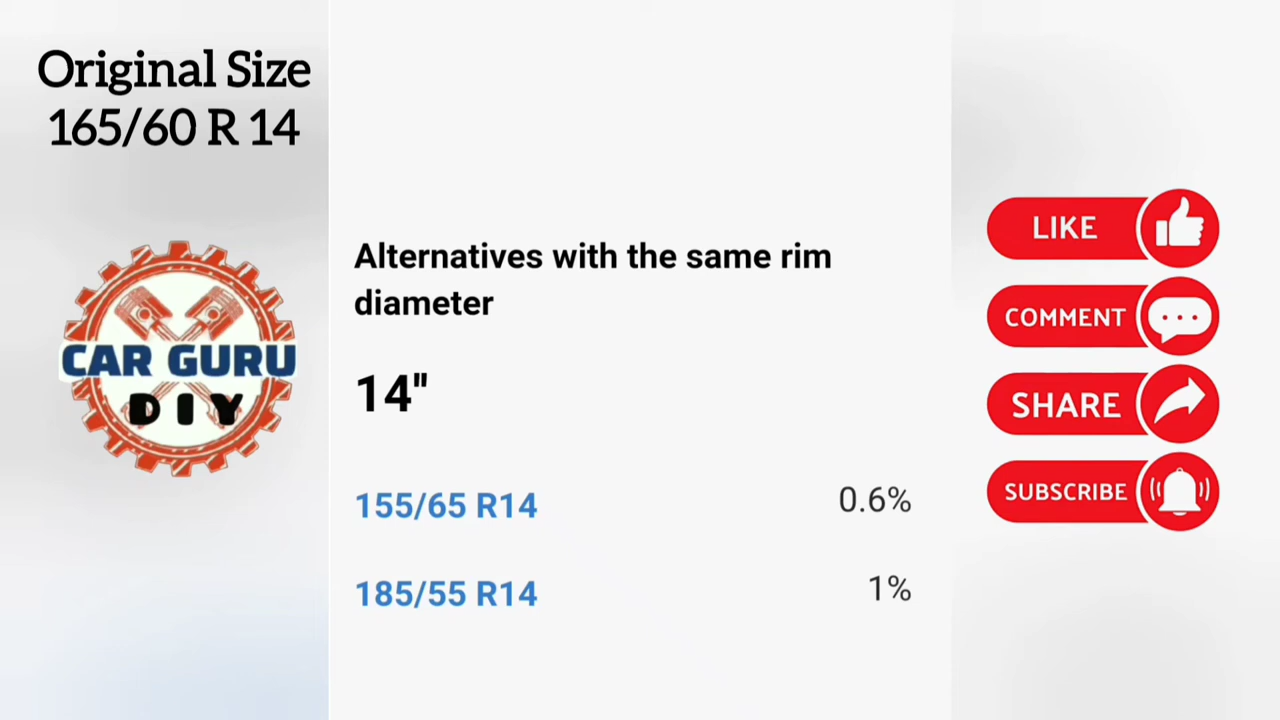 Original Size
165/60 R 14
CAR GURU
DIY
Alternatives with the same rim
diameter
14"
155/65 R14 0.6%
185/55 R14 1%
LIKE
COMMENT
SHARE
SUBSCRIBE